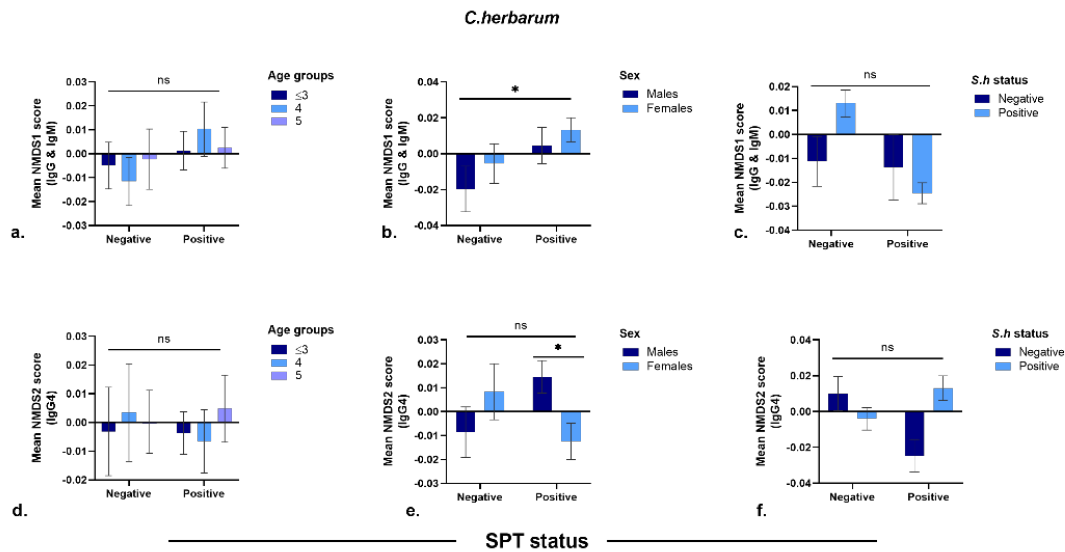 C.herbarum
a.
Mean NMDS1 score
(IgG & IgM)
0.03
0.02
0.01
0.00
-0.01
-0.02
-0.03
ns
Negative
Positive
Age groups
≤3
4
5
b.
Mean NMDS1 score
(IgG & IgM)
0.04
0.02
0.00
-0.02
-0.04
*
Negative
Positive
Sex
Males
Females
c.
Mean NMDS1 score
(IgG & IgM)
0.02
0.01
0.00
-0.01
-0.02
-0.03
-0.04
ns
Negative
Positive
S.h status
Negative
Positive
d.
Mean NMDS2 score
(IgG4)
0.03
0.02
0.01
0.00
-0.01
-0.02
ns
Negative
Positive
Age groups
≤3
4
5
e.
Mean NMDS2 score
(IgG4)
0.03
0.02
0.01
0.00
-0.01
-0.02
-0.03
ns
*
Negative
Positive
Sex
Males
Females
f.
Mean NMDS2 score
(IgG4)
0.04
0.02
0.00
-0.02
-0.04
ns
Negative
Positive
S.h status
Negative
Positive
SPT status